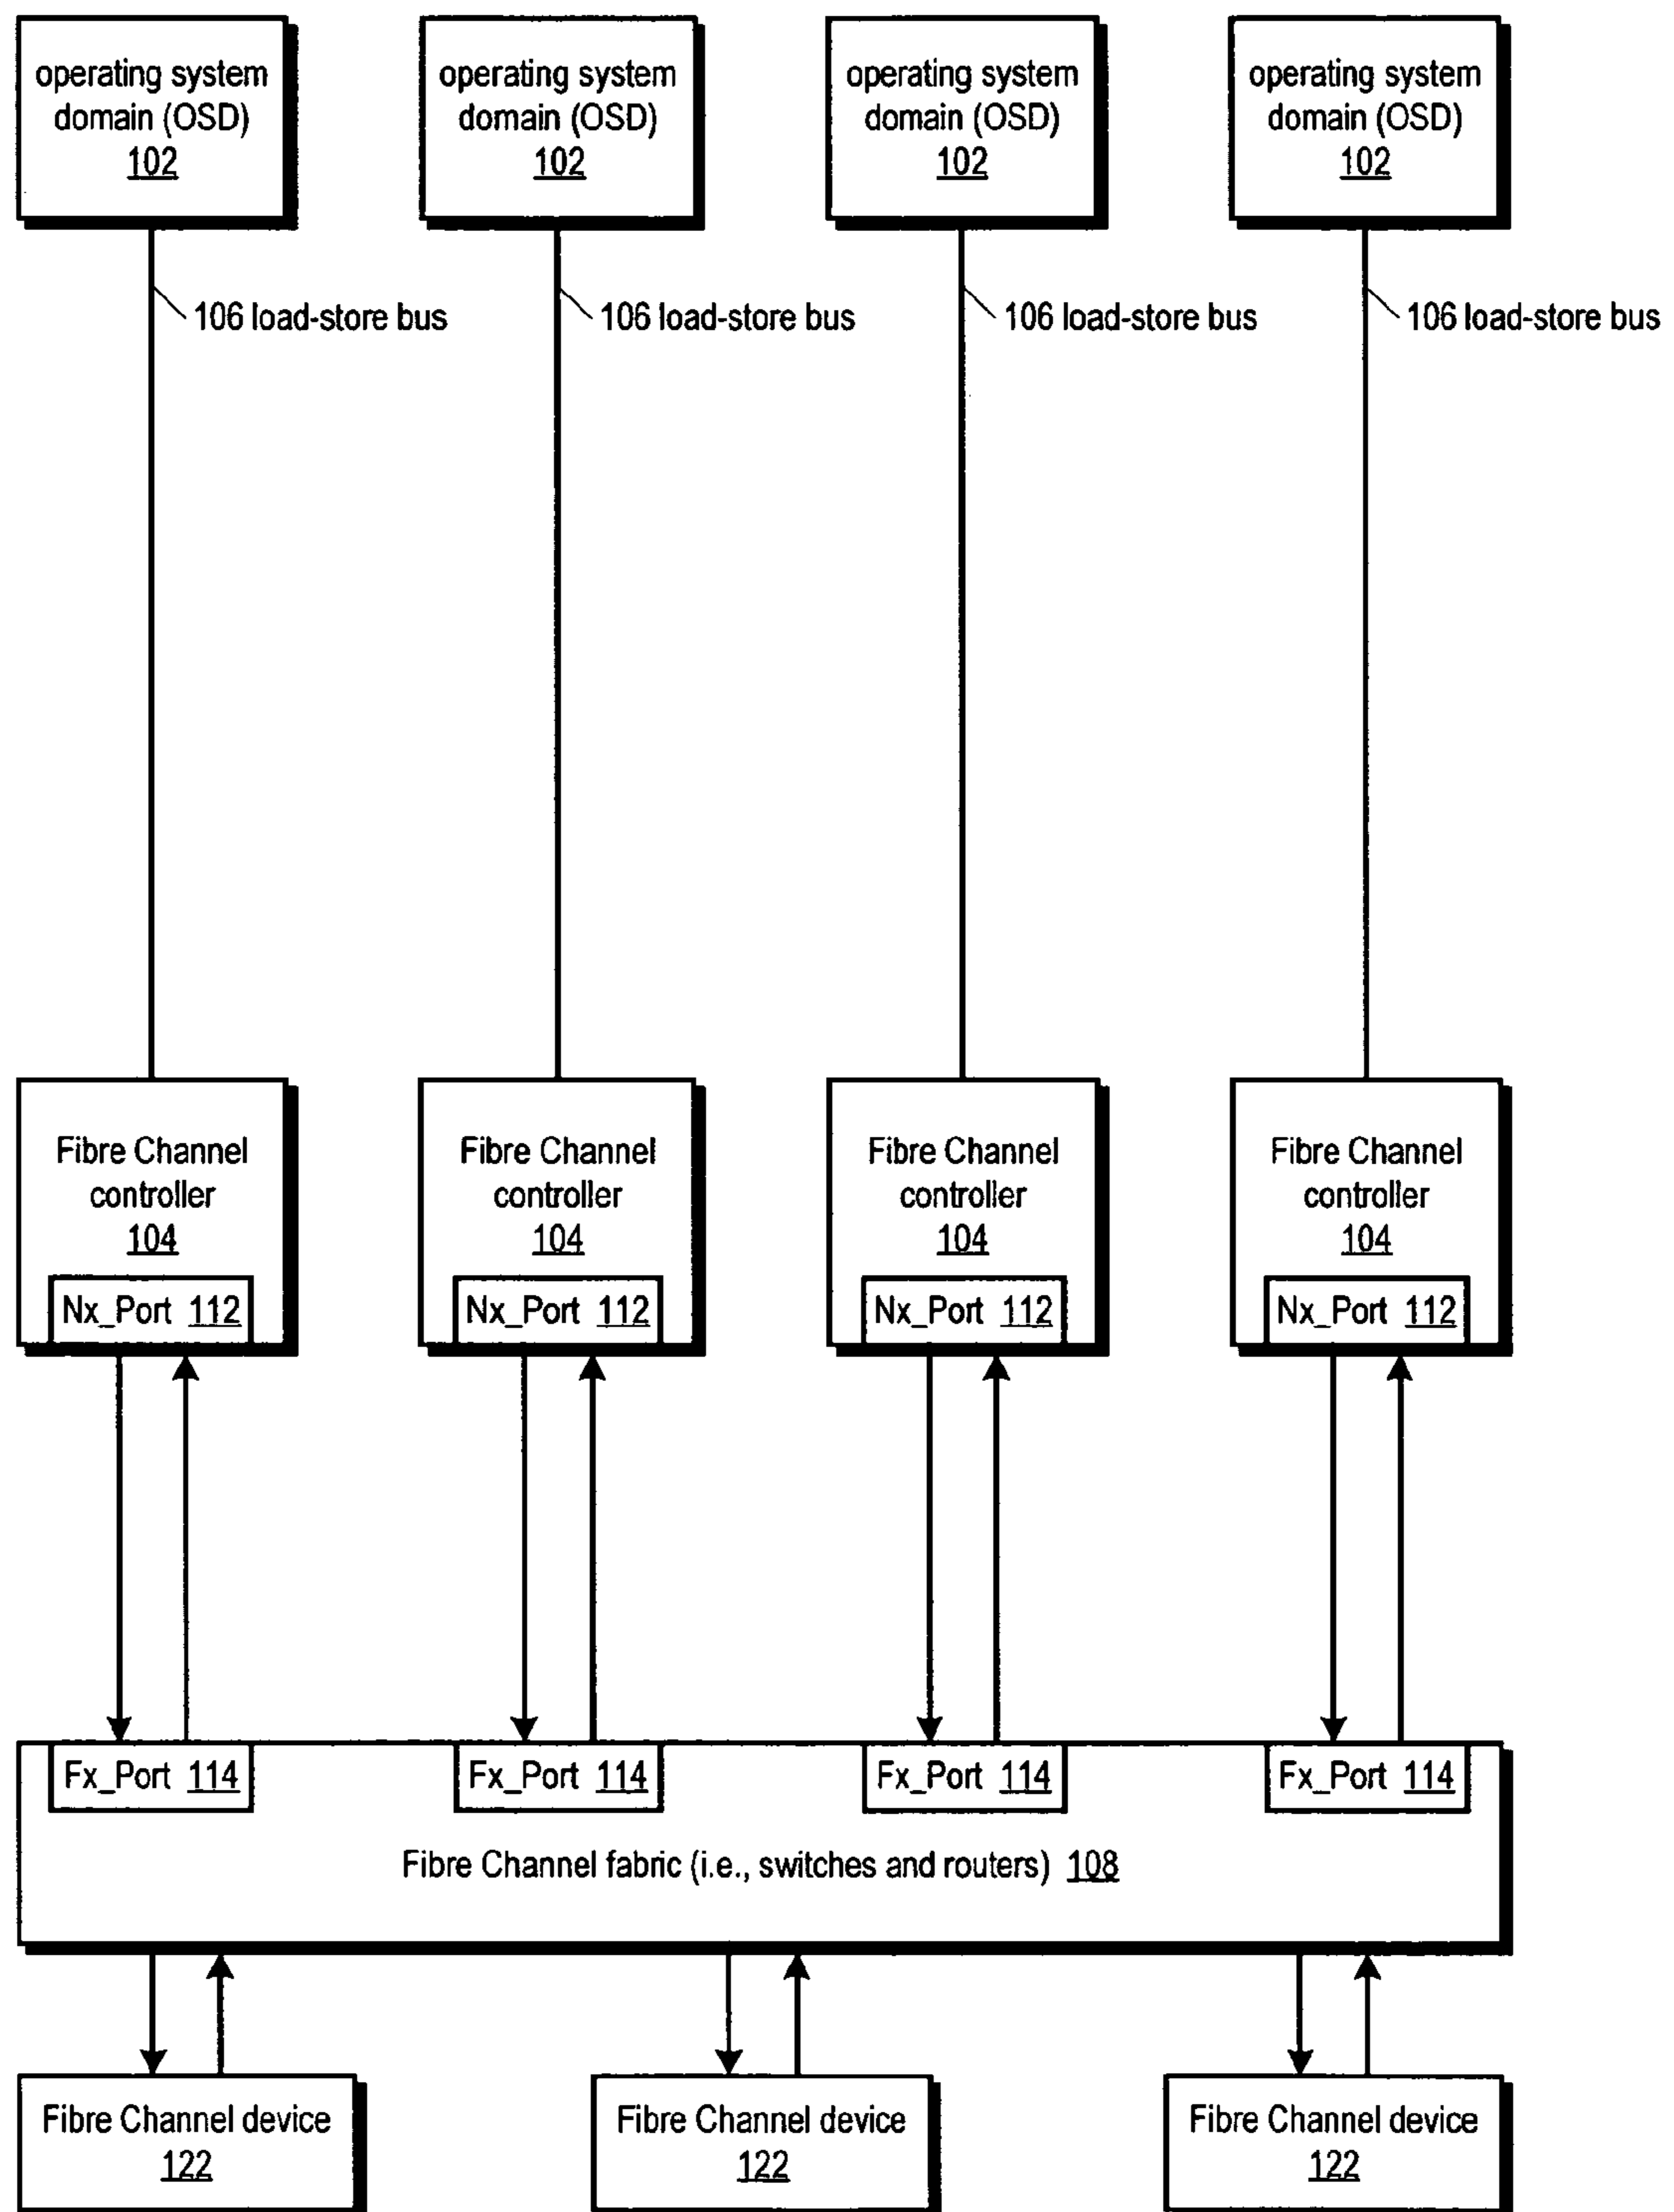 operating system
domain (OSD)
102
operating system
domain (OSD)
102
operating system
domain (OSD)
102
operating system
domain (OSD)
102
106 load-store bus
106 load-store bus
106 load-store bus
106 load-store bus
Fibre Channel
controller
104
Nx_Port 112
Fibre Channel
controller
104
Nx_Port 112
Fibre Channel
controller
104
Nx_Port 112
Fibre Channel
controller
104
Nx_Port 112
Fx_Port 114
Fx_Port 114
Fx_Port 114
Fx_Port 114
Fibre Channel fabric (i.e., switches and routers) 108
Fibre Channel device
122
Fibre Channel device
122
Fibre Channel device
122